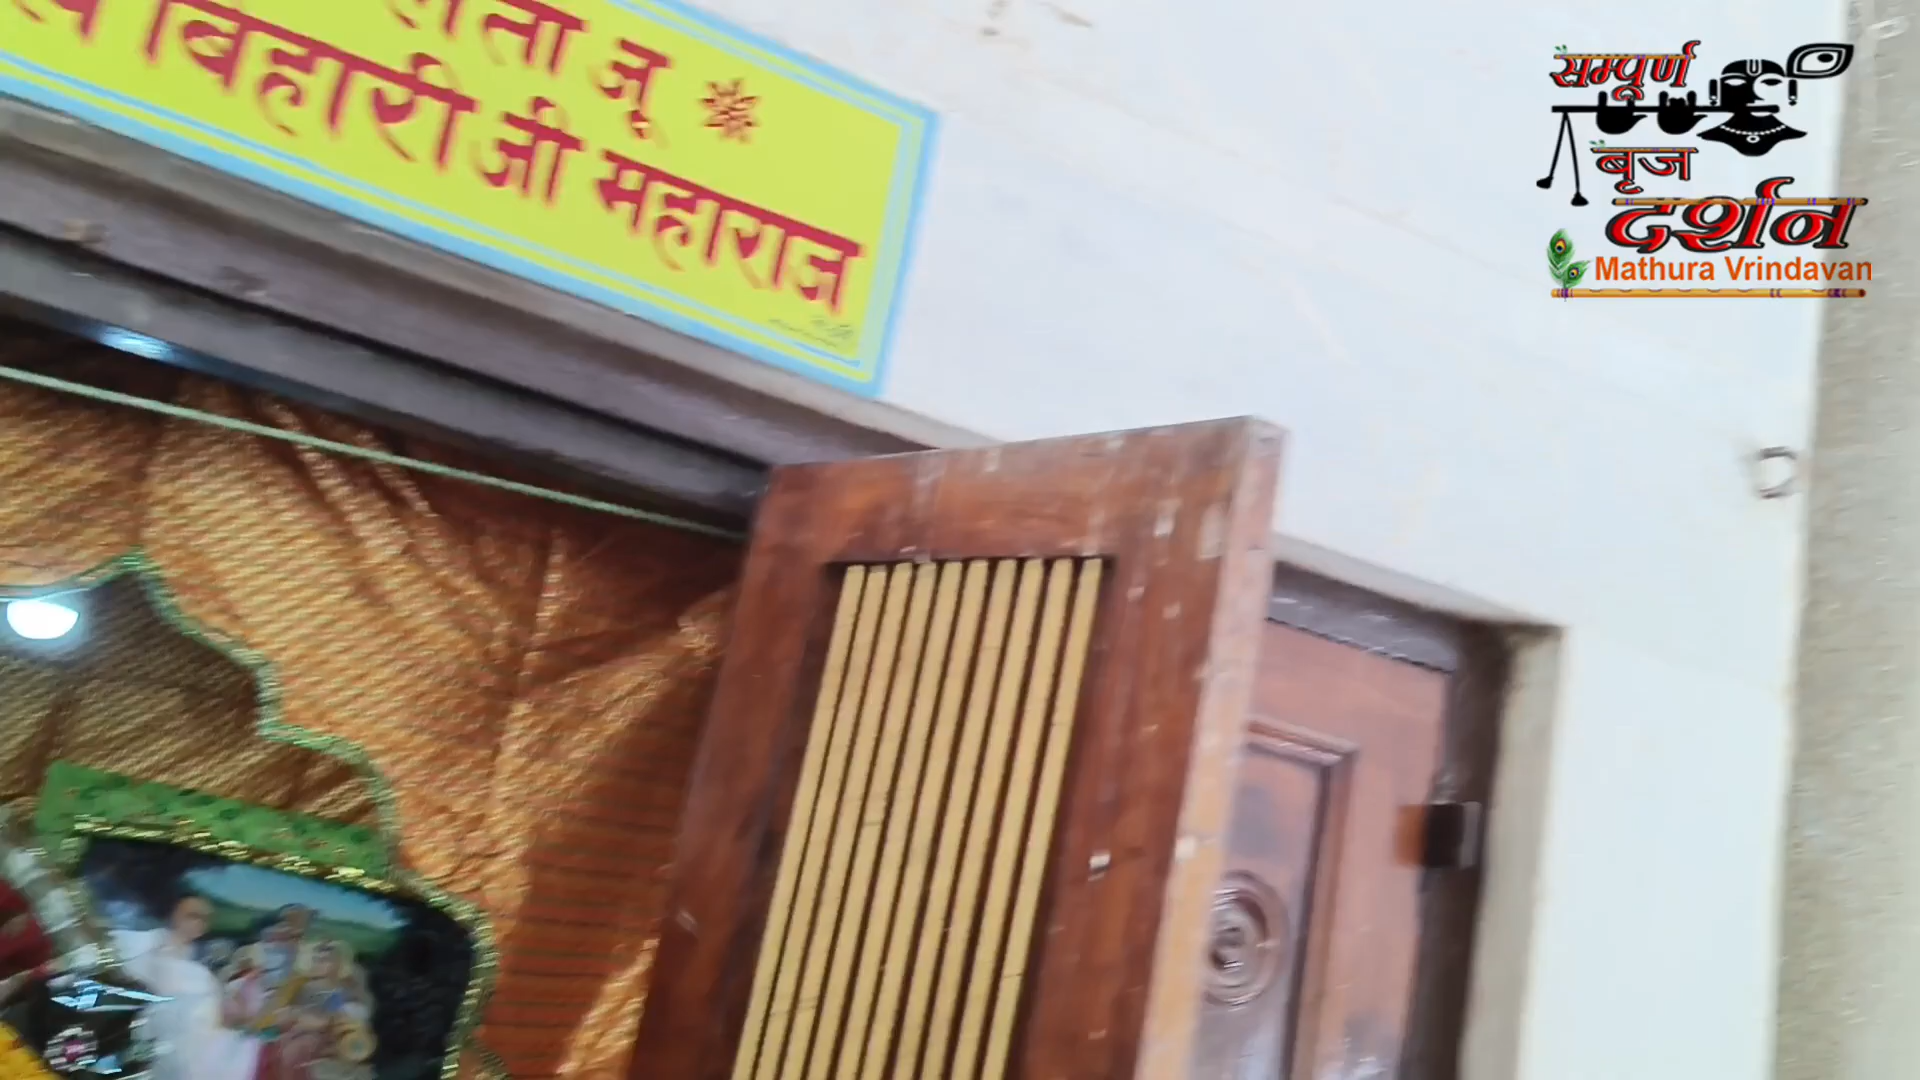 जू
बिहारी जी महाराज
सम्पूर्ण
बृज
दर्शन
Mathura Vrindavan